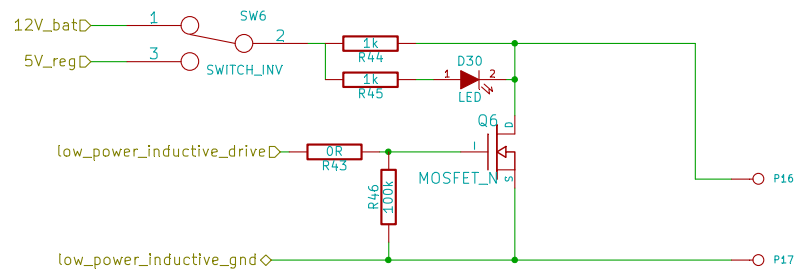 12V_bat
1
SW6
2
5V_reg
3
SWITCH_INV
1k
R44
1k
R45
D30
1
2
LED
Q6
D
low_power_inductive_drive
0R
R43
I
MOSFET_N
S
R46
100k
P16
low_power_inductive_gnd
P17